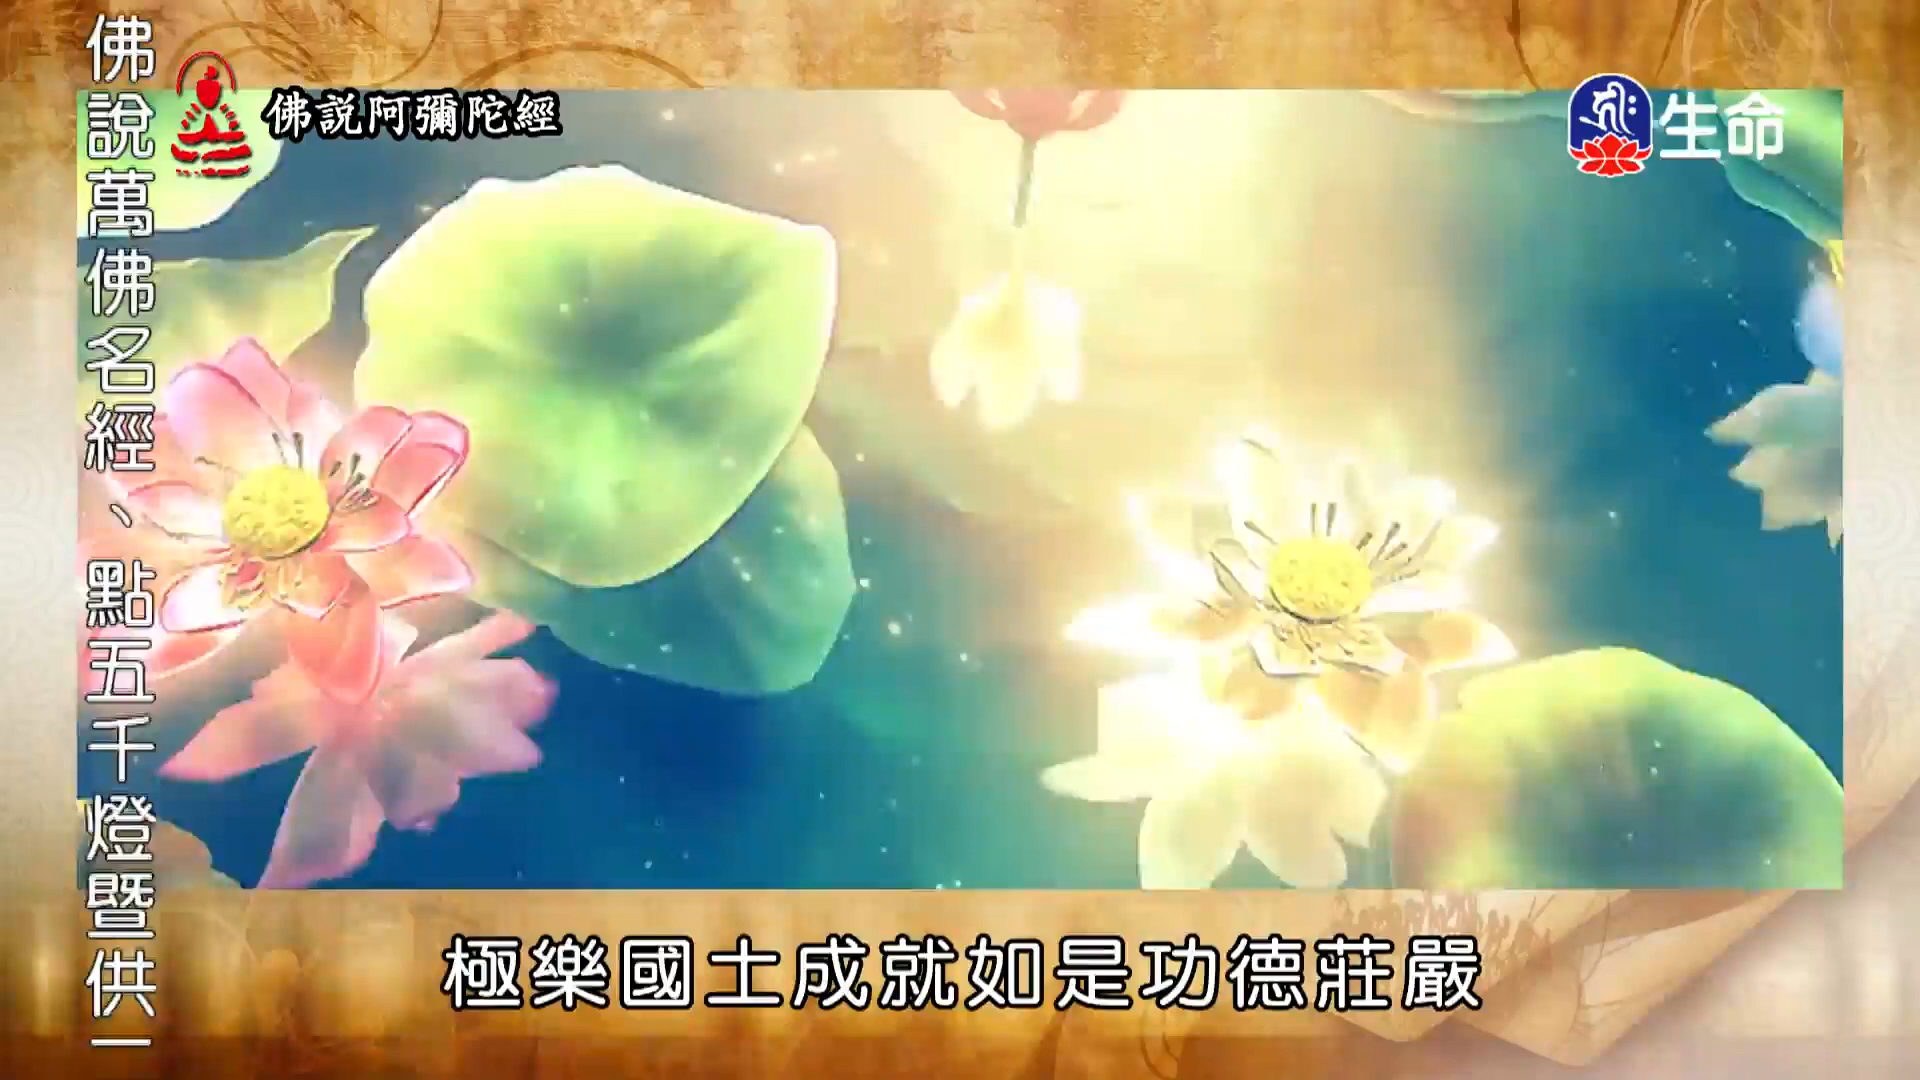 佛說萬佛名經、點五千燈暨供一
佛說阿彌陀經
生命
極樂國土成就如是功德莊嚴